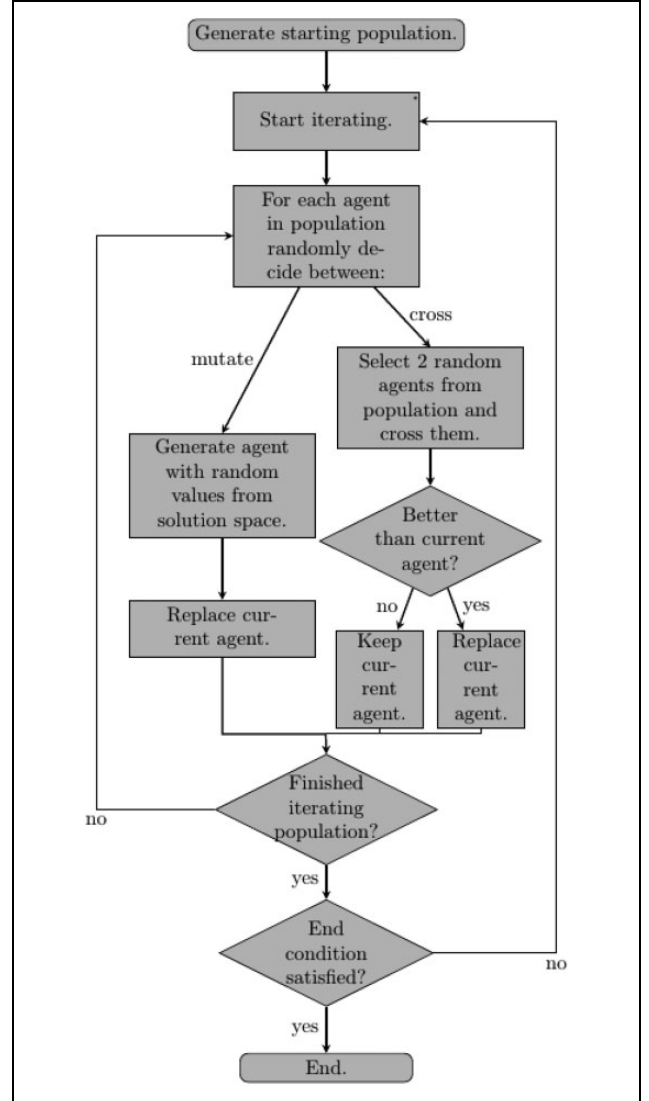 Generate starting population.
Start iterating.
For each agent
in population
randomly de-
cide between:
cross
mutate
Select 2 random
agents from
population and
cross them.
Generate agent
with random
values from
solution space.
Better
than current
agent?
no
yes
Replace cur-
rent agent.
Keep
cur-
rent
agent.
Replace
cur-
rent
agent.
Finished
iterating
population?
no
yes
End
condition
satisfied?
no
yes
End.